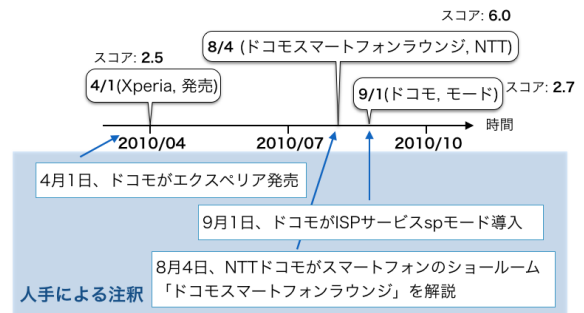 スコア: 6.0
8/4 (ドコモスマートフォンラウンジ, NTT)
スコア: 2.5
4/1(Xperia, 発売)
9/1(ドコモ, モード)
スコア: 2.7
時間
2010/04
2010/07
2010/10
4月1日、ドコモがエクスペリア発売
9月1日、ドコモがISPサービスspモード導入
8月4日、NTTドコモがスマートフォンのショールーム
「ドコモスマートフォンラウンジ」を解説
人手による注釈